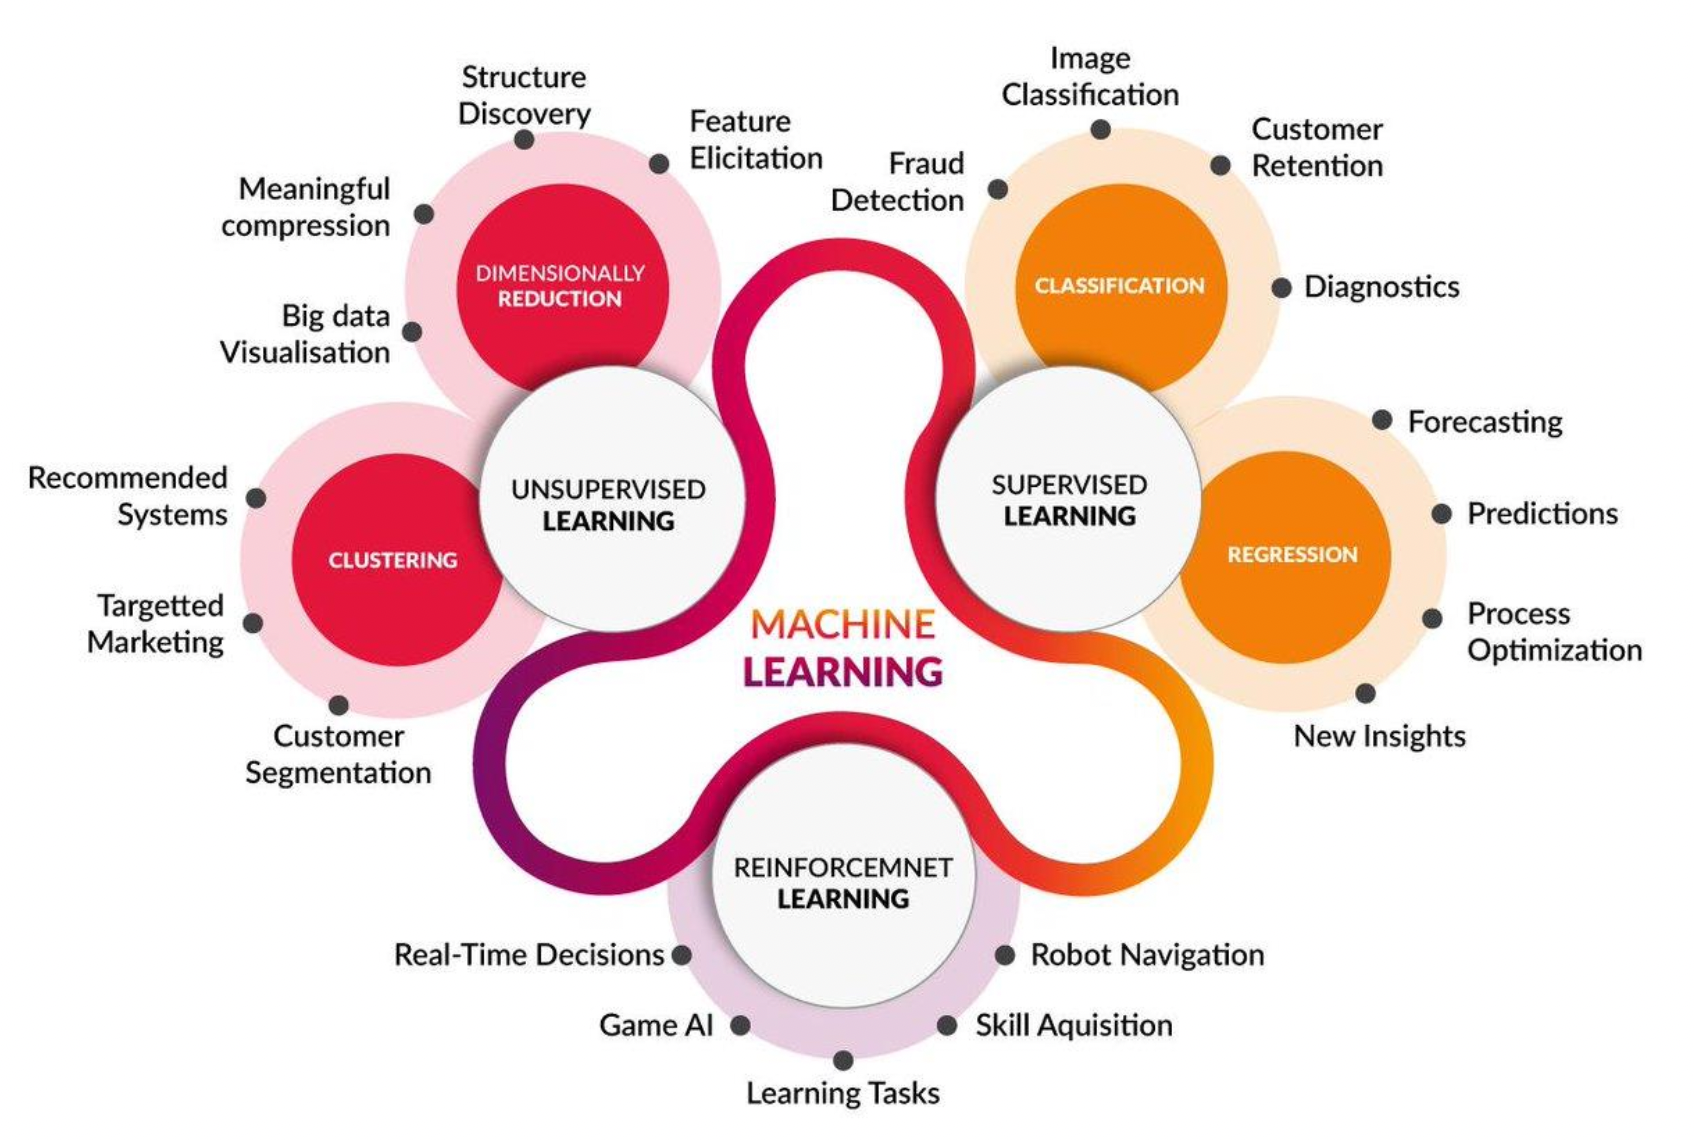 Structure
Discovery
Feature
Elicitation
Meaningful
compression
Big data
Visualisation
DIMENSIONALLY
REDUCTION
Recommended
Systems
Targetted
Marketing
Customer
Segmentation
CLUSTERING
UNSUPERVISED
LEARNING
Image
Classification
Fraud
Detection
Customer
Retention
Diagnostics
CLASSIFICATION
SUPERVISED
LEARNING
Forecasting
Predictions
Process
Optimization
New Insights
REGRESSION
MACHINE
LEARNING
REINFORCEMNET
LEARNING
Real-Time Decisions
Game AI
Learning Tasks
Skill Aquisition
Robot Navigation